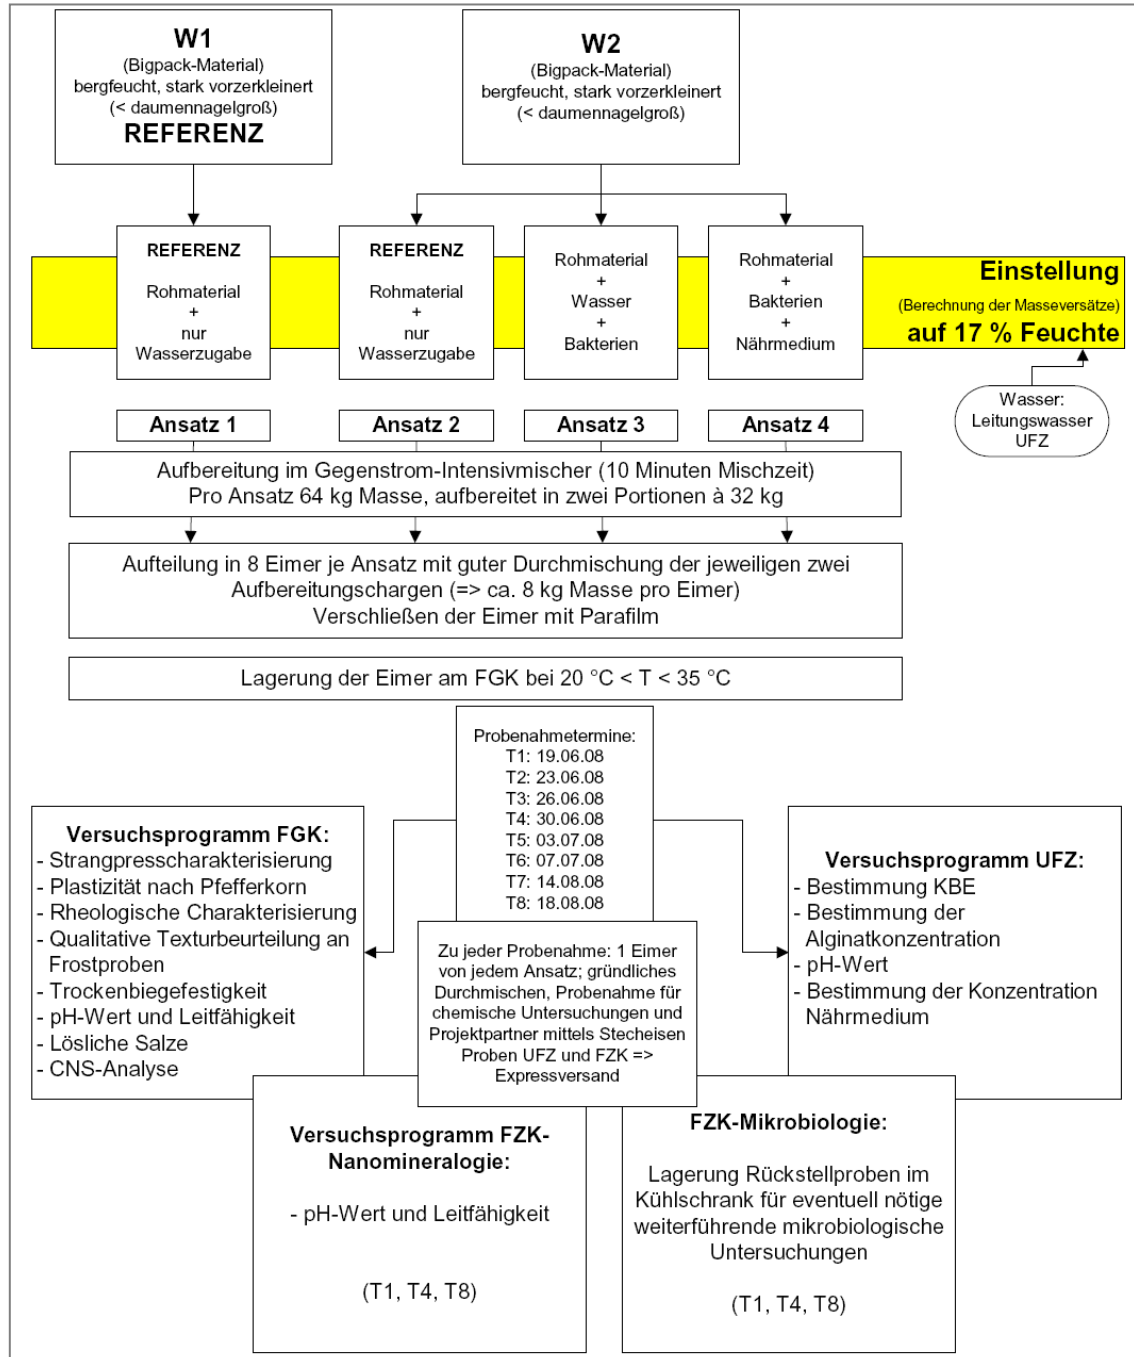 W1
(Bigpack-Material)
bergfeucht, stark vorzerkleinert
(< daumennagelgroß)
REFERENZ
W2
(Bigpack-Material)
bergfeucht, stark vorzerkleinert
(< daumennagelgroß)
REFERENZ
Rohmaterial
+
nur
Wasserzugabe
REFERENZ
Rohmaterial
+
nur
Wasserzugabe
Rohmaterial
+
Wasser
+
Bakterien
Rohmaterial
+
Bakterien
+
Nährmedium
Einstellung
(Berechnung der Masseversätze)
auf 17 % Feuchte
Wasser:
Leitungswasser
UFZ
Ansatz 1
Ansatz 2
Ansatz 3
Ansatz 4
Aufbereitung im Gegenstrom-Intensivmischer (10 Minuten Mischzeit)
Pro Ansatz 64 kg Masse, aufbereitet in zwei Portionen à 32 kg
Aufteilung in 8 Eimer je Ansatz mit guter Durchmischung der jeweiligen zwei
Aufbereitungschargen (=> ca. 8 kg Masse pro Eimer)
Verschließen der Eimer mit Parafilm
Lagerung der Eimer am FGK bei 20 °C < T < 35 °C
Probenahmetermine:
T1: 19.06.08
T2: 23.06.08
T3: 26.06.08
T4: 30.06.08
T5: 03.07.08
T6: 07.07.08
T7: 14.08.08
T8: 18.08.08
Versuchsprogramm FGK:
- Strangpresscharakterisierung
- Plastizität nach Pfefferkorn
- Rheologische Charakterisierung
- Qualitative Texturbeurteilung an
Frostproben
- Trockenbiegefestigkeit
- pH-Wert und Leitfähigkeit
- Lösliche Salze
- CNS-Analyse
Zu jeder Probenahme: 1 Eimer
von jedem Ansatz; gründliches
Durchmischen, Probenahme für
chemische Untersuchungen und
Projektpartner mittels Stecheisen
Proben UFZ und FZK =>
Expressversand
Versuchsprogramm UFZ:
- Bestimmung KBE
- Bestimmung der
Alginatkonzentration
- pH-Wert
- Bestimmung der Konzentration
Nährmedium
Versuchsprogramm FZK-
Nanomineralogie:
- pH-Wert und Leitfähigkeit
(T1, T4, T8)
FZK-Mikrobiologie:
Lagerung Rückstellproben im
Kühlschrank für eventuell nötige
weiterführende mikrobiologische
Untersuchungen
(T1, T4, T8)